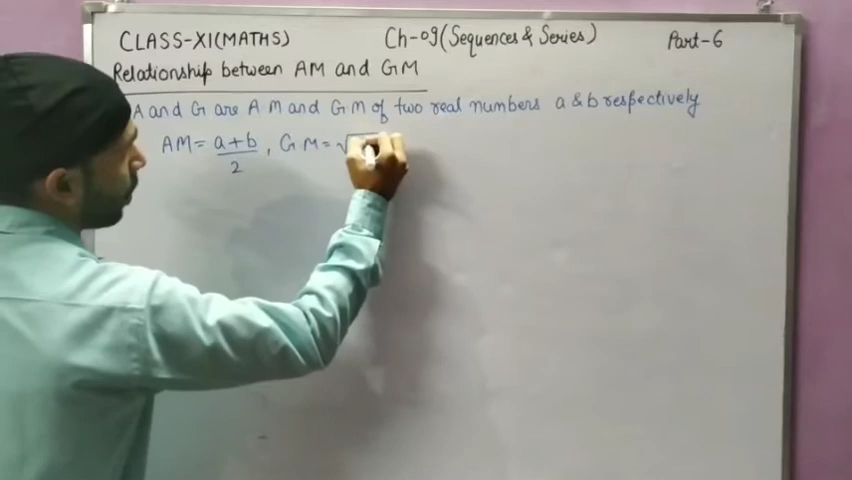 CLASS-XI(MATHS) Ch-09(Sequences & Series) Part-6
Relationship between AM and GM
A and G are A M and G M of two real numbers a & b respectively
AM = a+b/2 , G M = √